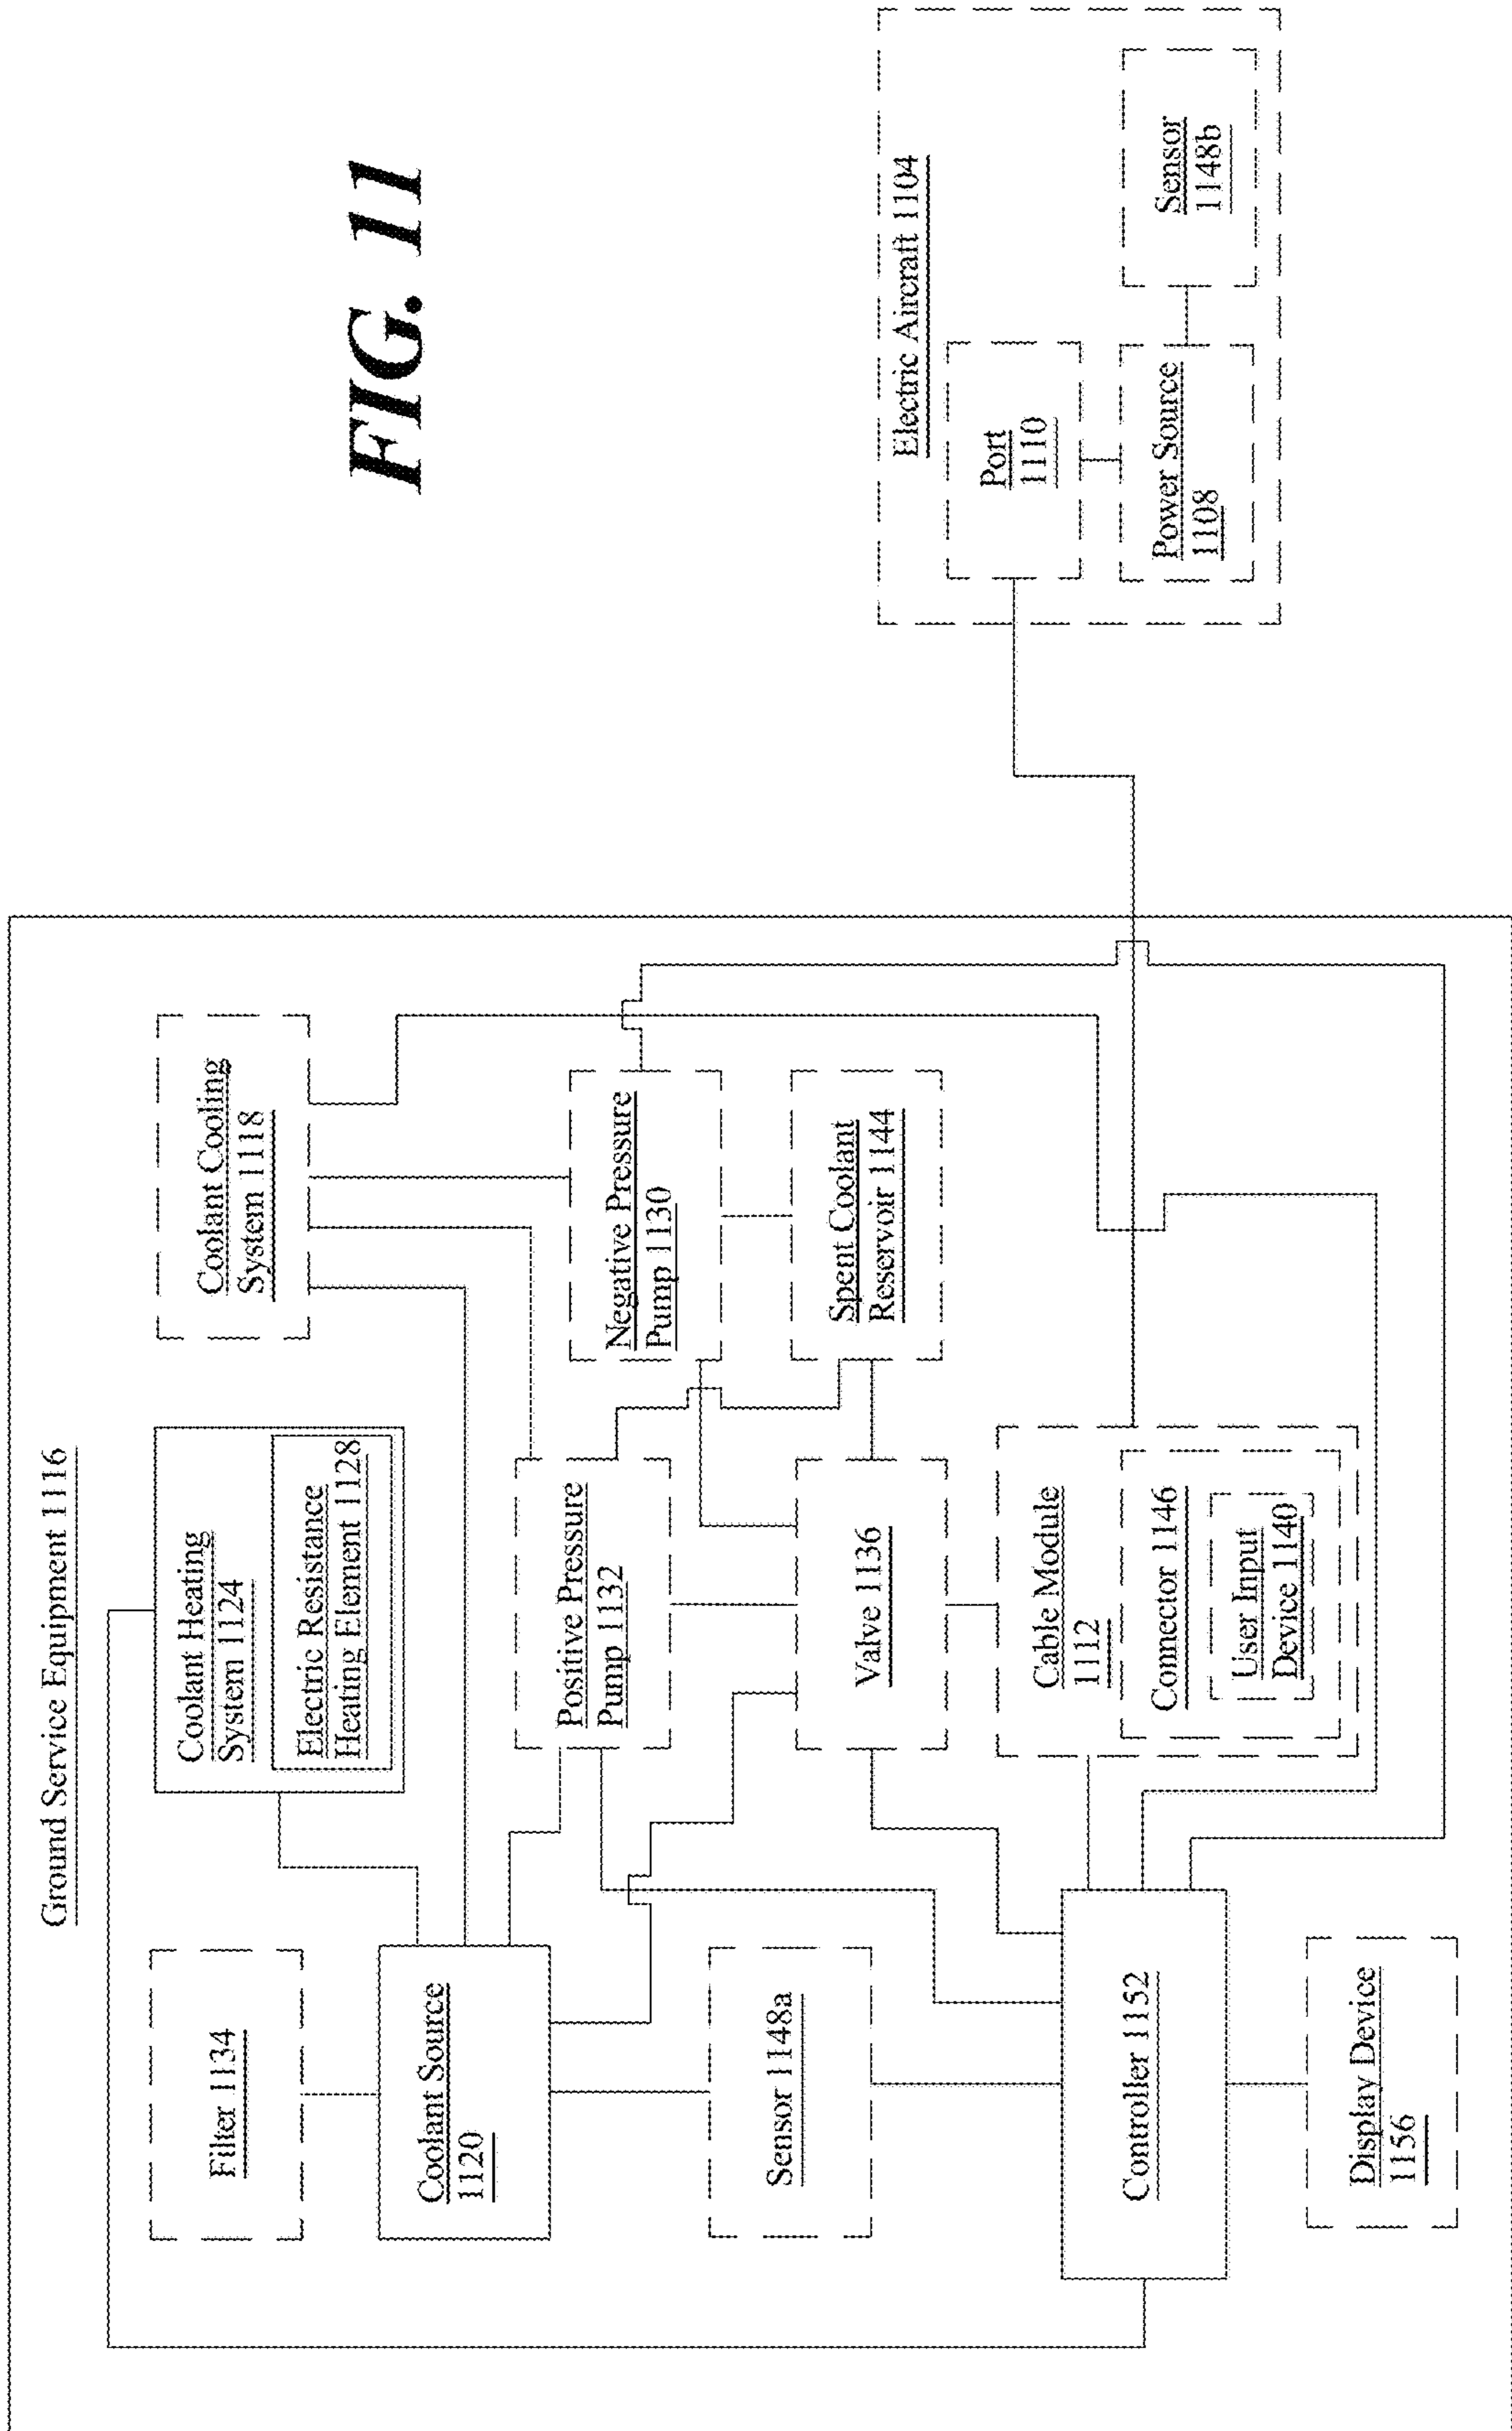 Ground Service Equipment 1116
Filter 1134
Coolant Heating
System 1124
Electric Resistance
Heating Element 1128
Coolant Cooling
System 1118
Coolant Source
1120
Positive Pressure
Pump 1132
Negative Pressure
Pump 1130
Sensor 1148a
Valve 1136
Spent Coolant
Reservoir 1144
Controller 1152
Cable Module
1112
Connector 1146
User Input
Device 1140
Display Device
1156
FIG. 11
Electric Aircraft 1104
Port
1110
Power Source
1108
Sensor
1148b